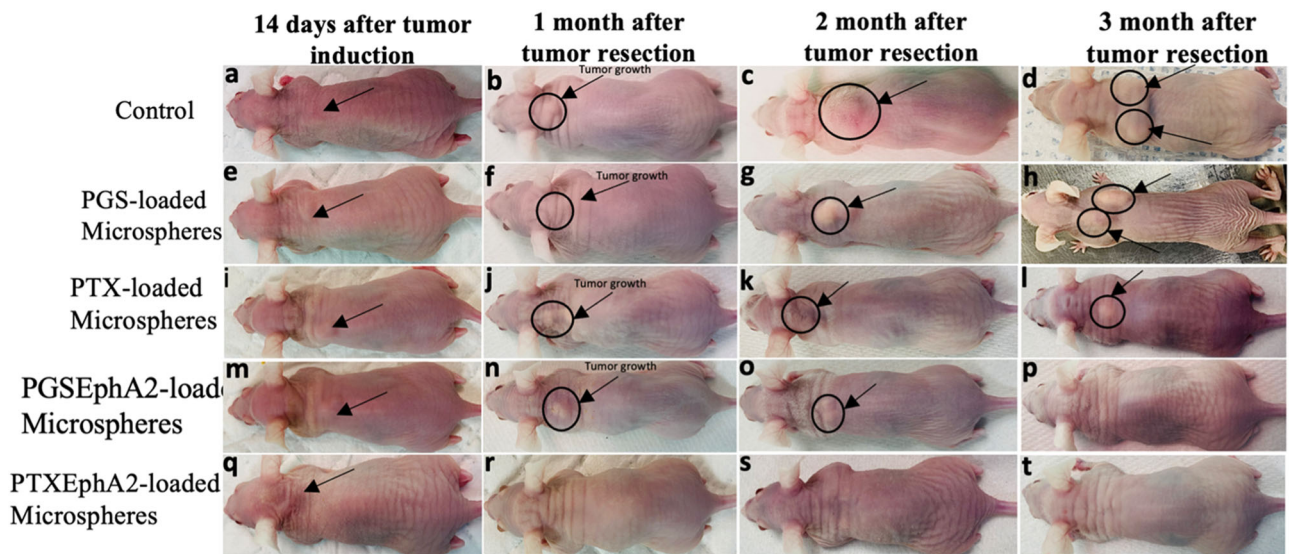 14 days after tumor
induction
1 month after
tumor resection
2 month after
tumor resection
3 month after
tumor resection
Control
a
b
Tumor growth
c
d
PGS-loaded
Microspheres
e
f
Tumor growth
g
h
PTX-loaded
Microspheres
i
j
Tumor growth
k
l
PGSEphA2-loade
Microspheres
m
n
Tumor growth
o
p
PTXEphA2-loaded
Microspheres
q
r
s
t